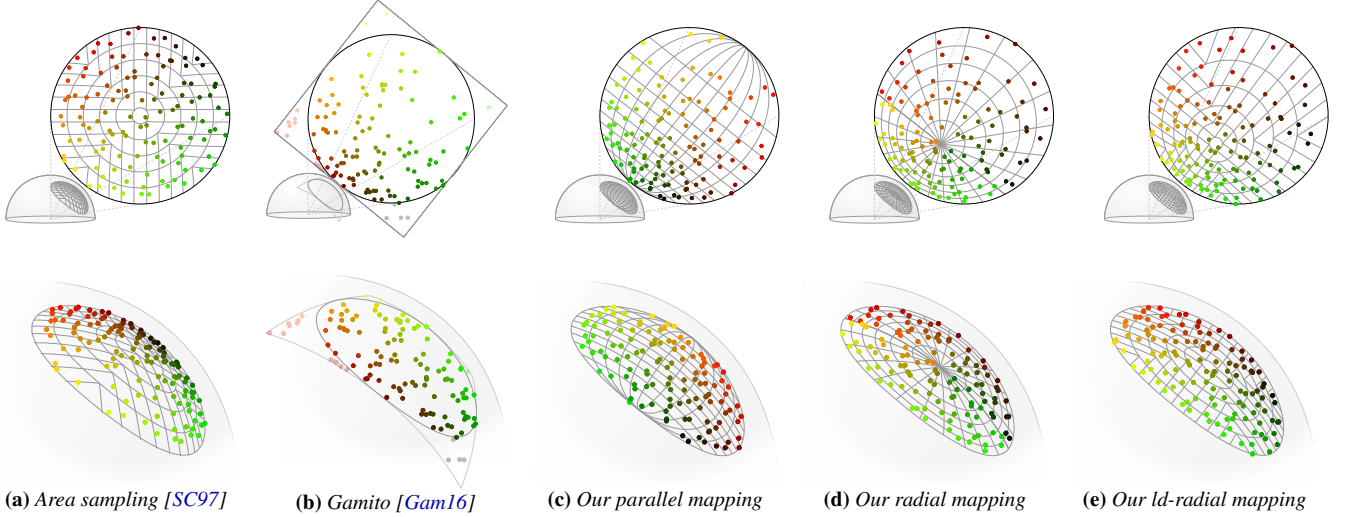 (a) Area sampling [SC97]
(b) Gamito [Gam16]
(c) Our parallel mapping
(d) Our radial mapping
(e) Our ld-radial mapping